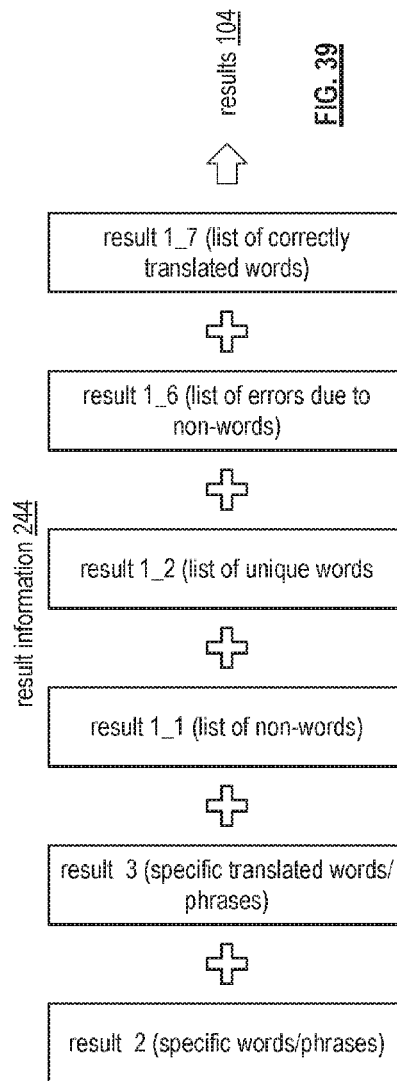 results 104
FIG. 39
result 1_7 (list of correctly
translated words)
result 1_6 (list of errors due to
non-words)
result information 244
result 1_2 (list of unique words
result 1_1 (list of non-words)
result 3 (specific translated words/
phrases)
result 2 (specific words/phrases)